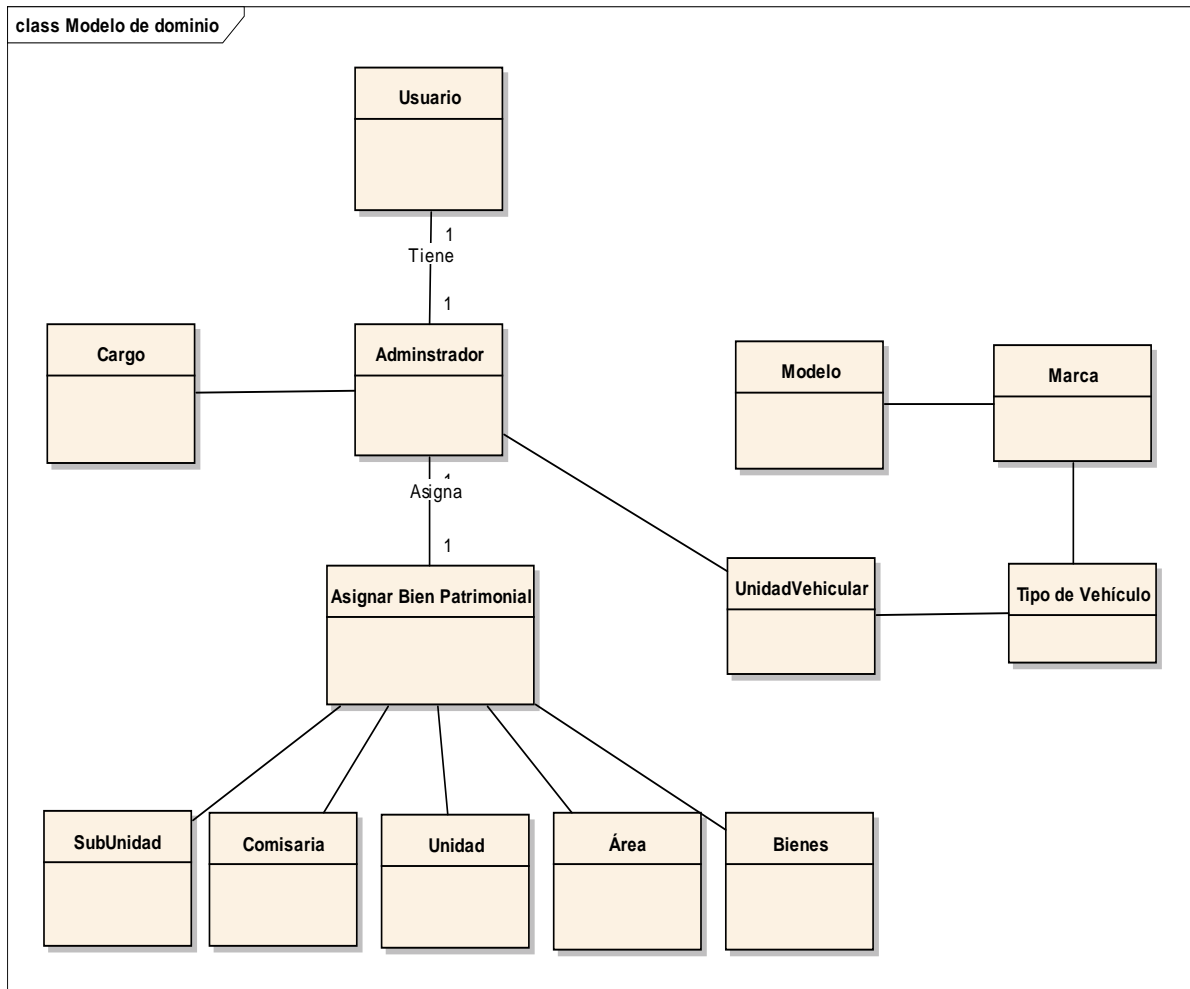 class Modelo de dominio
Usuario
1
Tiene
1
Cargo
Adminstrador
Modelo
Marca
1
Asigna
1
Asignar Bien Patrimonial
UnidadVehicular
Tipo de Vehículo
SubUnidad
Comisaria
Unidad
Área
Bienes